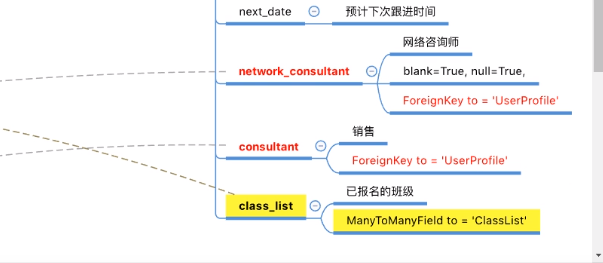 next_date
预计下次跟进时间
网络咨询师
network_consultant
blank=True, null=True,
ForeignKey to = 'UserProfile'
销售
consultant
ForeignKey to = 'UserProfile'
已报名的班级
class_list
ManyToManyField to = 'ClassList'